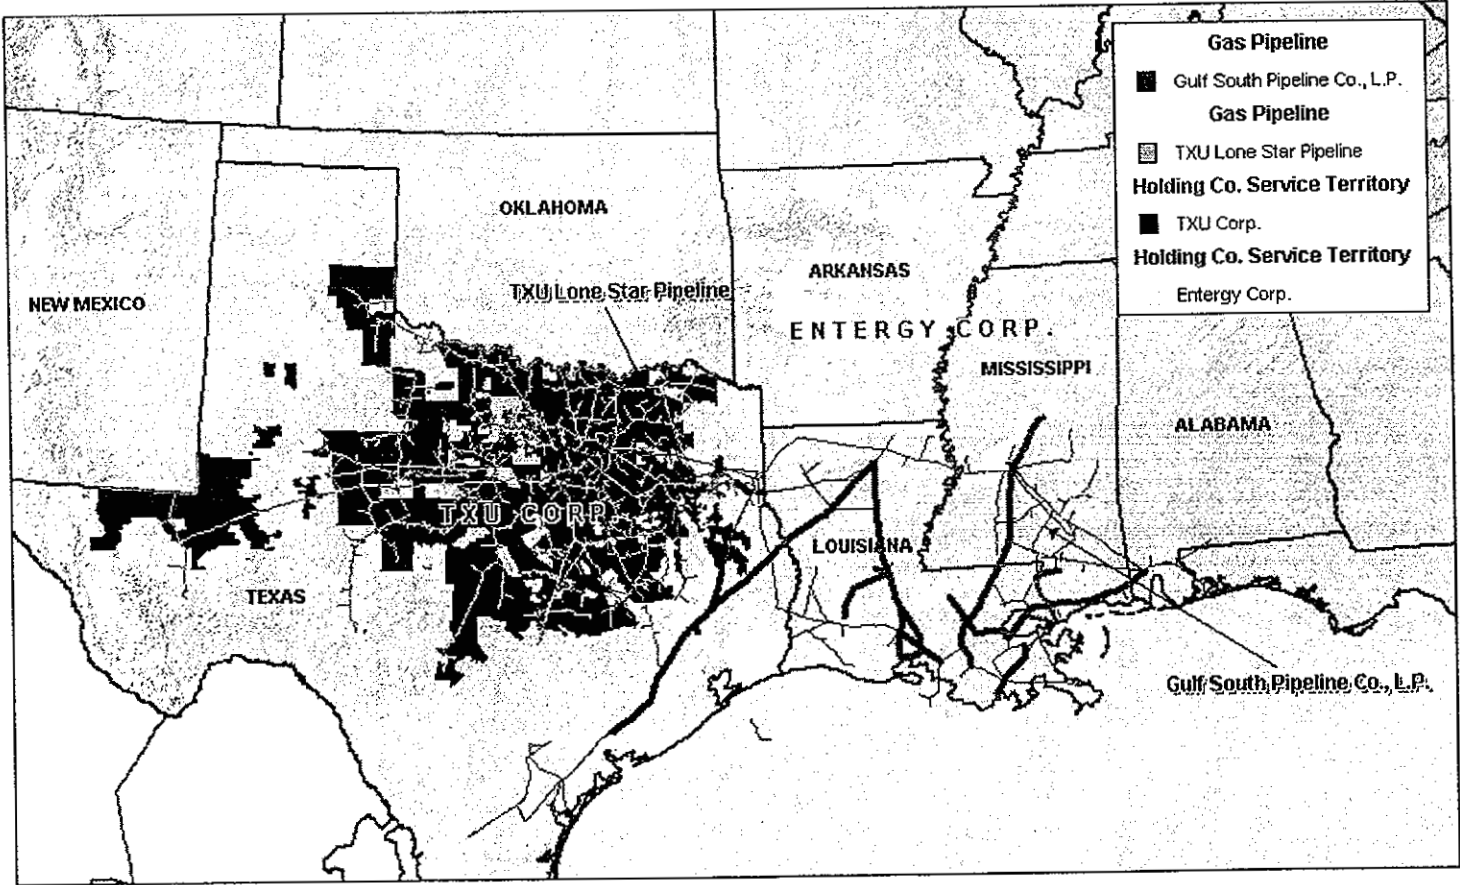 Gas Pipeline
Gulf South Pipeline Co., L.P.
Gas Pipeline
TXU Lone Star Pipeline
Holding Co. Service Territory
TXU Corp.
Holding Co. Service Territory
Entergy Corp.
OKLAHOMA
ARKANSAS
TXU Lone Star Pipeline
NEW MEXICO
ENTERGY CORP.
MISSISSIPPI
ALABAMA
TXU CORP.
LOUISIANA
TEXAS
Gulf South Pipeline Co., L.P.